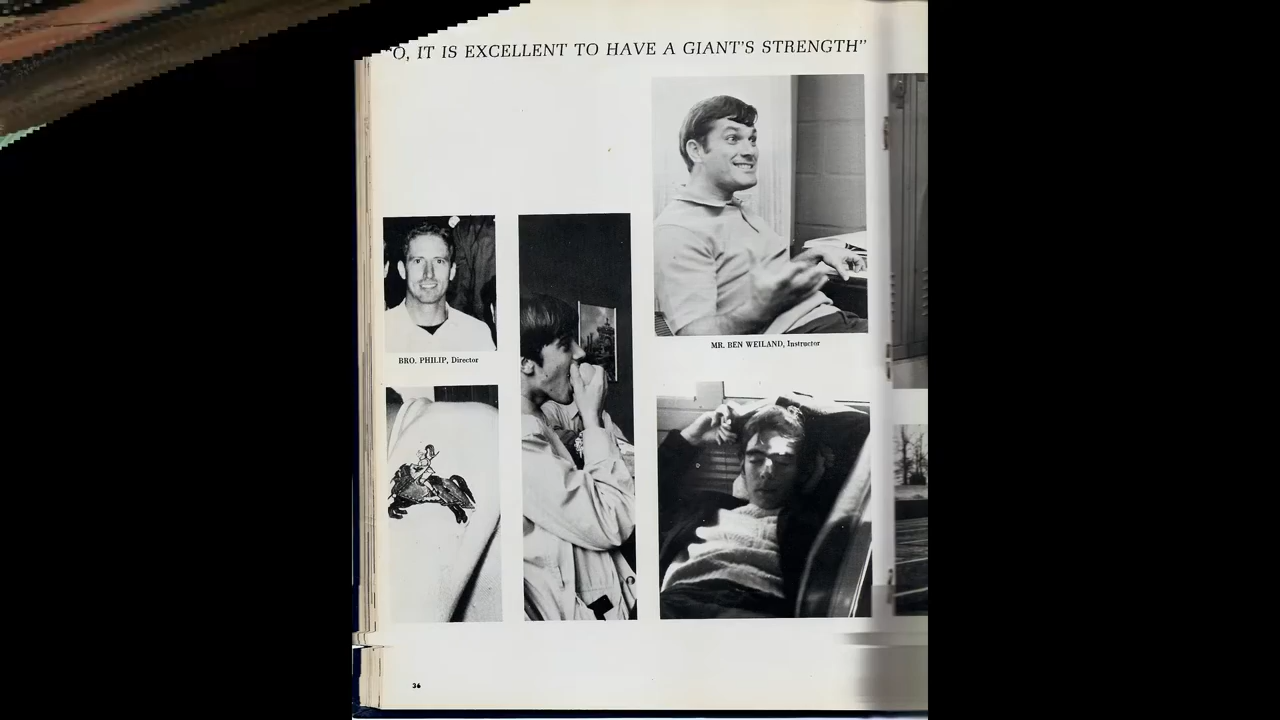 "O, IT IS EXCELLENT TO HAVE A GIANT'S STRENGTH"
MR. BEN WEILAND, Instructor
BRO. PHILIP, Director
36